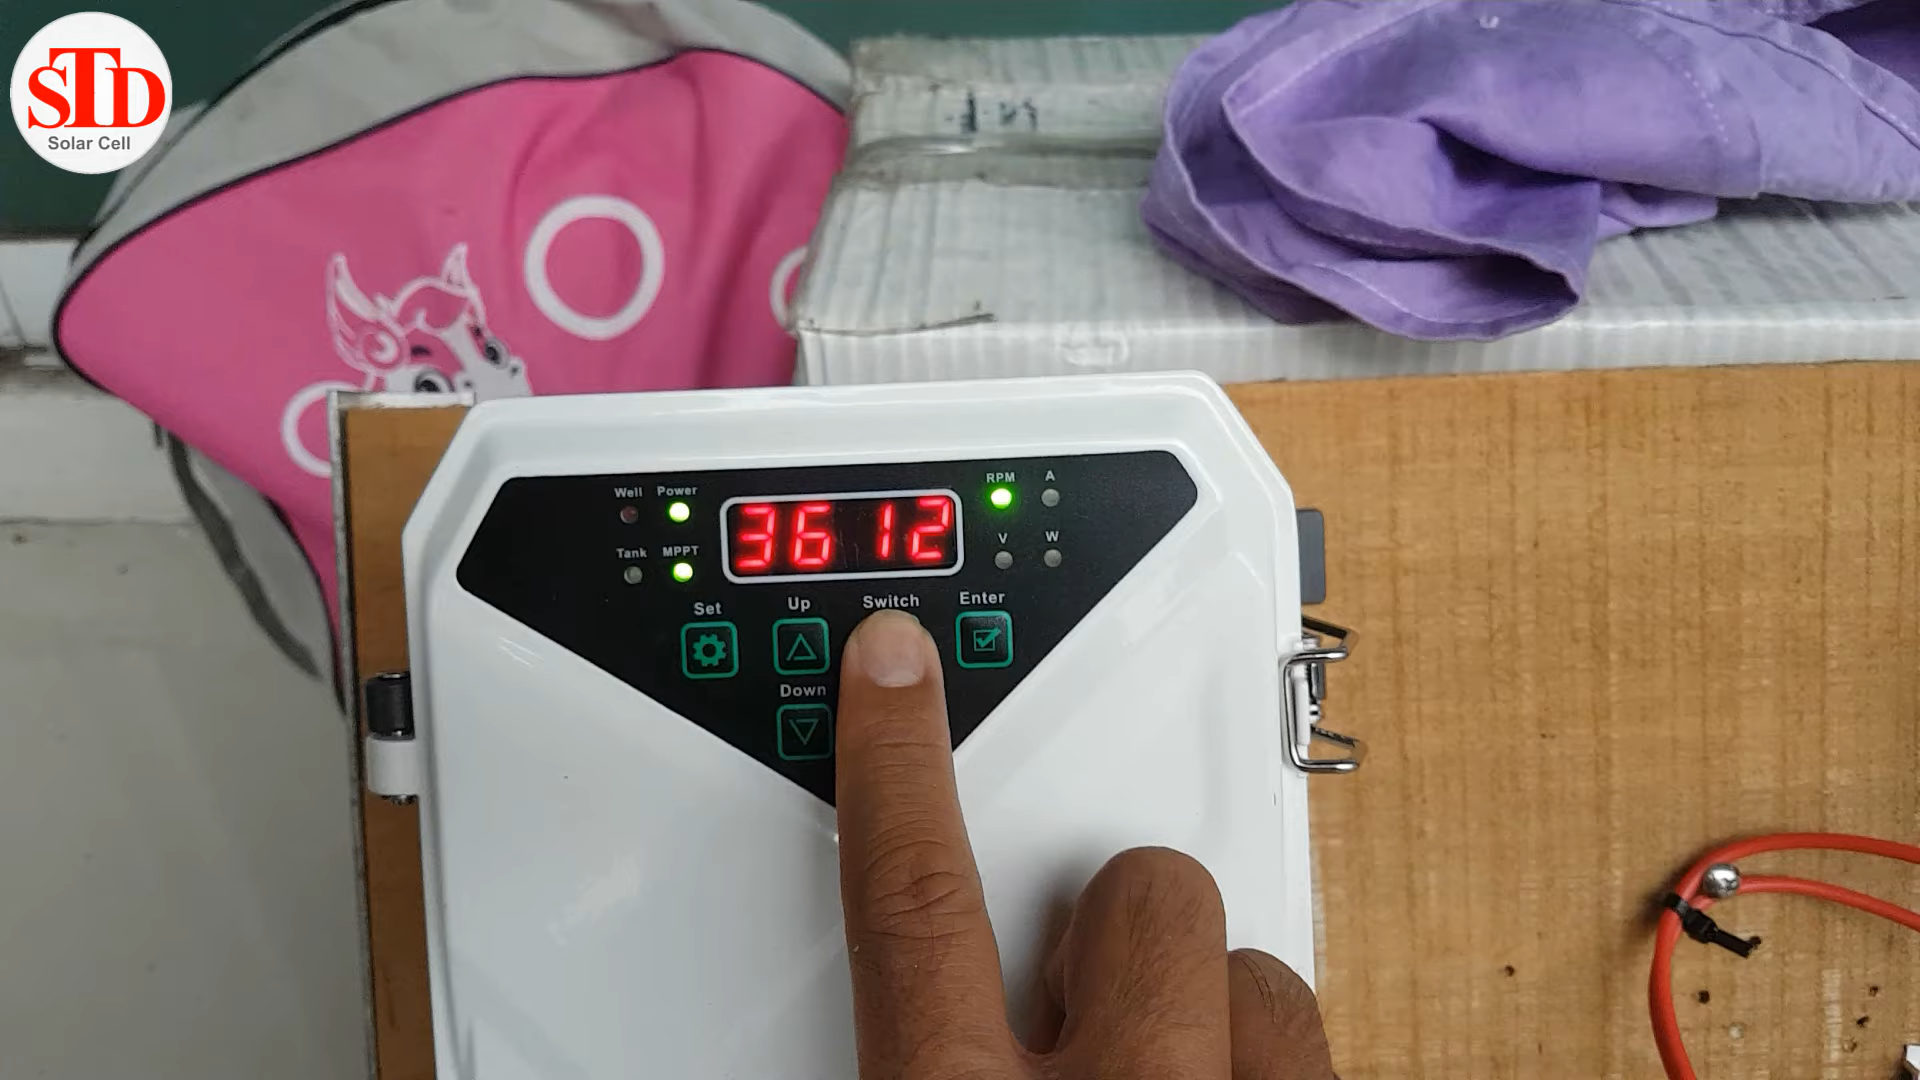 STD
Solar Cell
Well Power
RPM A
3612
Tank MPPT
V W
Set Up Switch Enter
Down